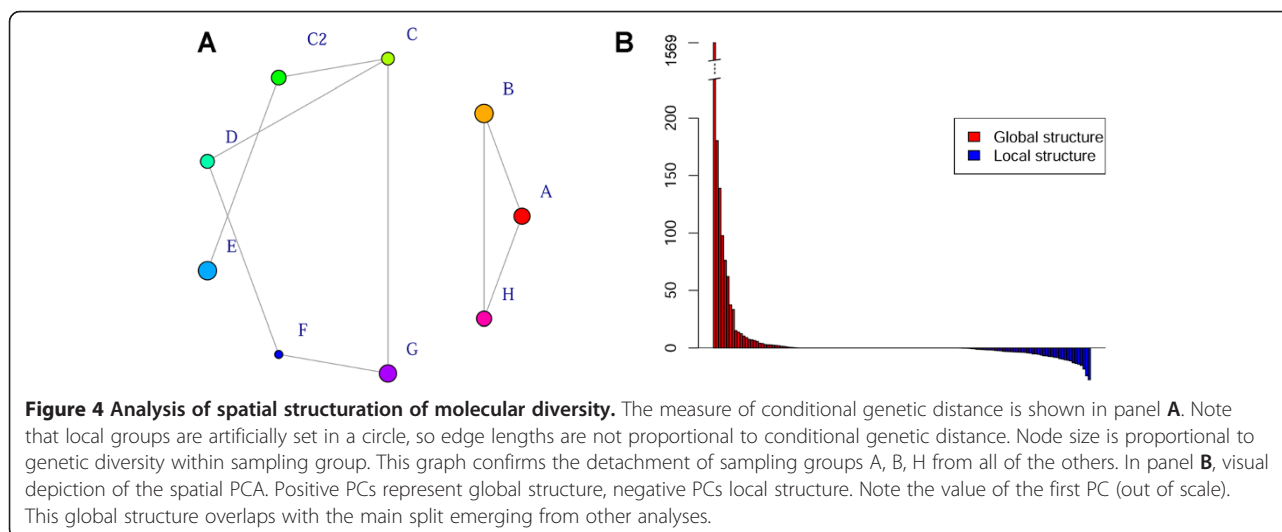 A
C2
C
B
D
A
E
H
F
G
B
1569
200
150
100
50
0
Global structure
Local structure
Figure 4 Analysis of spatial structuration of molecular diversity. The measure of conditional genetic distance is shown in panel A. Note
that local groups are artificially set in a circle, so edge lengths are not proportional to conditional genetic distance. Node size is proportional to
genetic diversity within sampling group. This graph confirms the detachment of sampling groups A, B, H from all of the others. In panel B, visual
depiction of the spatial PCA. Positive PCs represent global structure, negative PCs local structure. Note the value of the first PC (out of scale).
This global structure overlaps with the main split emerging from other analyses.